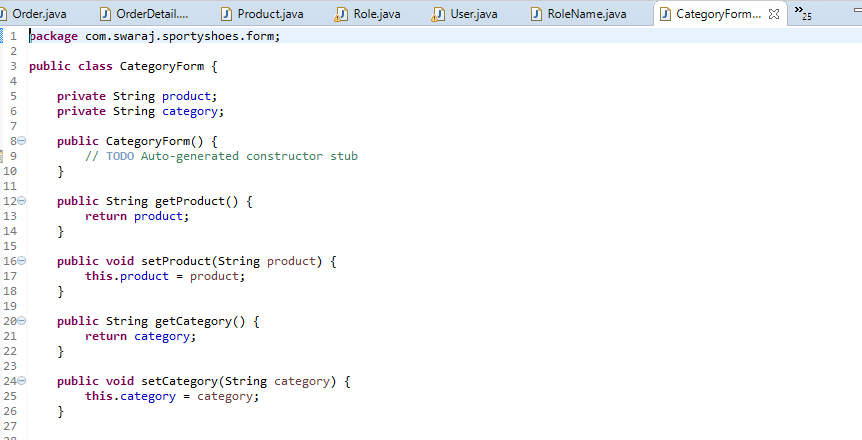 Order.java OrderDetail.... Product.java Role.java User.java RoleName.java CategoryForm... »25
1 package com.swaraj.sportyshoes.form;
2
3 public class CategoryForm {
4
5 private String product;
6 private String category;
7
8 public CategoryForm() {
9 // TODO Auto-generated constructor stub
10 }
11
12 public String getProduct() {
13 return product;
14 }
15
16 public void setProduct(String product) {
17 this.product = product;
18 }
19
20 public String getCategory() {
21 return category;
22 }
23
24 public void setCategory(String category) {
25 this.category = category;
26 }
27
28